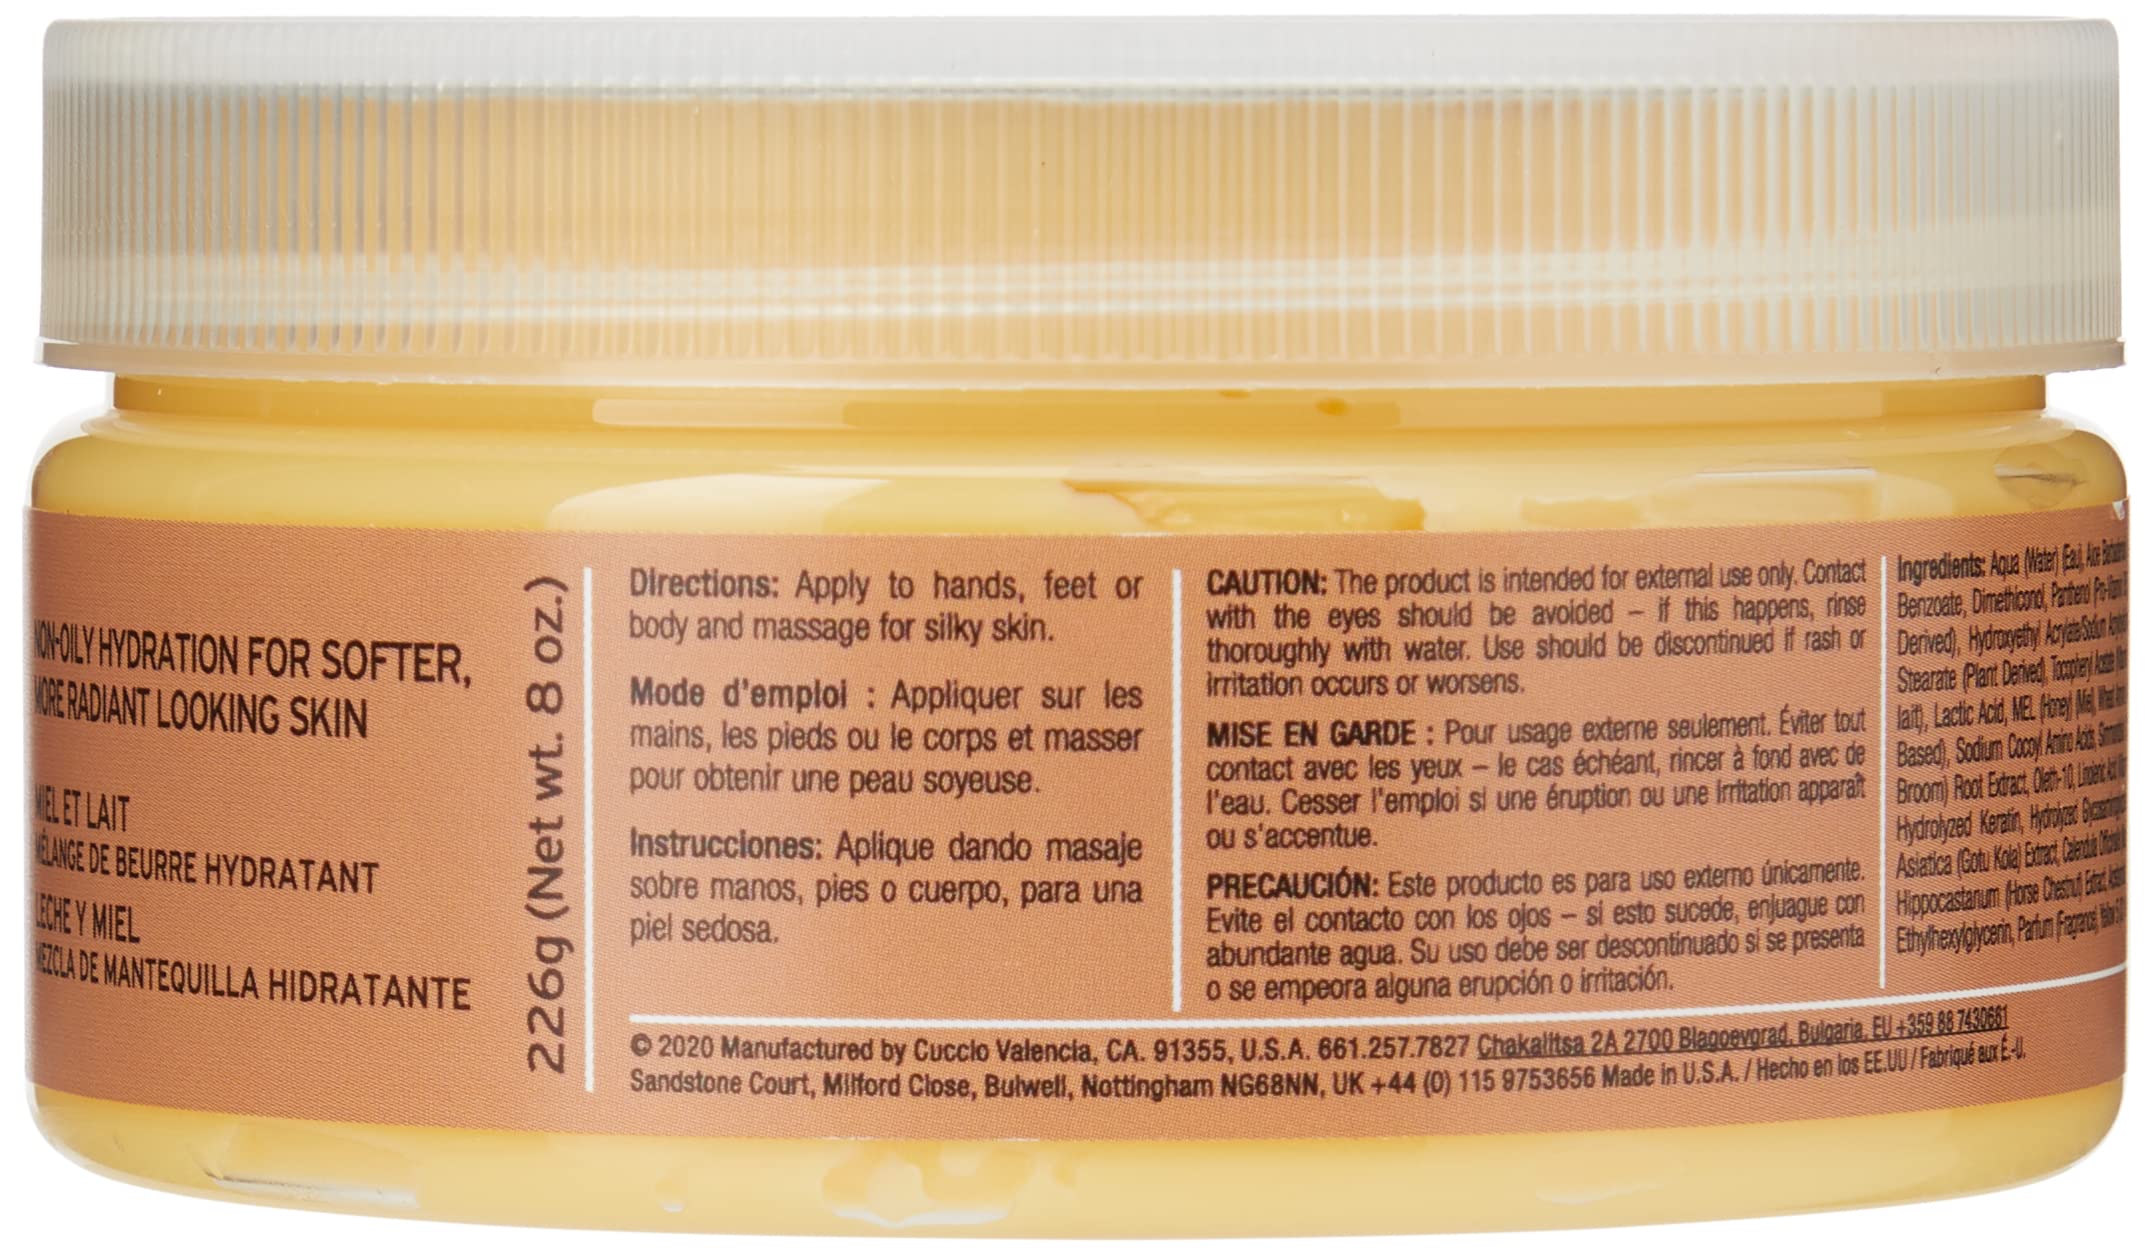 NON-OILY HYDRATION FOR SOFTER,
MORE RADIANT LOOKING SKIN
MIEL ET LAIT
MÉLANGE DE BEURRE HYDRATANT
LECHE Y MIEL
MEZCLA DE MANTEQUILLA HIDRATANTE
226g (Net wt. 8 oz.)
Directions: Apply to hands, feet or
body and massage for silky skin.
Mode d'emploi : Appliquer sur les
mains, les pieds ou le corps et masser
pour obtenir une peau soyeuse.
Instrucciones: Aplique dando masaje
sobre manos, pies o cuerpo, para una
piel sedosa.
CAUTION: The product is intended for external use only. Contact
with the eyes should be avoided – if this happens, rinse
thoroughly with water. Use should be discontinued if rash or
irritation occurs or worsens.
MISE EN GARDE : Pour usage externe seulement. Éviter tout
contact avec les yeux – le cas échéant, rincer à fond avec de
l'eau. Cesser l'emploi si une éruption ou une irritation apparaît
ou s'accentue.
PRECAUCIÓN: Este producto es para uso externo únicamente.
Evite el contacto con los ojos – si esto sucede, enjuague con
abundante agua. Su uso debe ser descontinuado si se presenta
o se empeora alguna erupción o irritación.
Ingredients: Aqua (Water) (Eau), Aloe
Benzoate, Dimethiconol, Panthenol
Derived), Hydroxyethyl
Stearate (Plant Derived), Tocopheryl Acetate
lait), Lactic Acid, MEL (Honey) (Miel),
Based), Sodium Cocoyl Amino Acids,
Broom) Root Extract, Oleth-10,
Hydrolyzed Keratin, Hydrolyzed
Asiatica (Gotu Kola) Extract, Calendula
Hippocastanum (Horse Chestnut) Extract,
Ethylhexylglycerin, Parfum (Fragrance),
© 2020 Manufactured by Cuccio Valencia, CA. 91355, U.S.A. 661.257.7827 Chakalitsa 2A 2700 Blagoevgrad, Bulgaria, EU +359 88 7430661
Sandstone Court, Milford Close, Bulwell, Nottingham NG68NN, UK +44 (0) 115 9753656 Made in U.S.A. / Hecho en los EE.UU / Fabriqué aux É.-U.